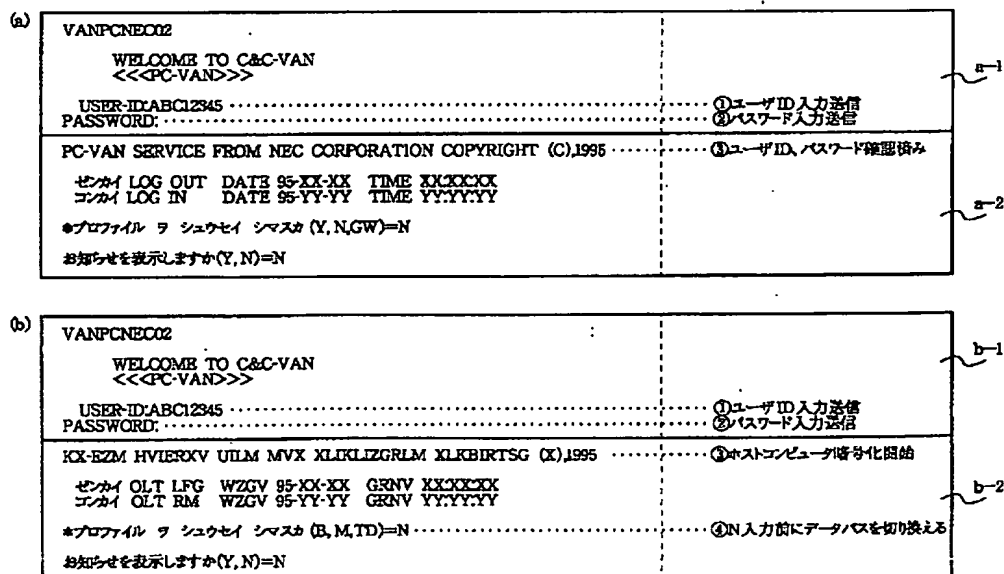 (a)
VANPCNEC02
WELCOME TO C&C-VAN
<<<PC-VAN>>>
a-1
USER-ID:ABC12345 ①ユーザID入力送信
PASSWORD: ②パスワード入力送信
PC-VAN SERVICE FROM NEC CORPORATION COPYRIGHT (C),1995 ③ユーザID、パスワード確認済み
ゼンカイ LOG OUT DATE 95-XX-XX TIME XX:XX:XX
コンカイ LOG IN DATE 95-YY-YY TIME YY:YY:YY
a-2
*プロファイル ヲ シュウセイ シマスカ (Y,N,GW)=N
お知らせを表示しますか(Y,N)=N
(b)
VANPCNEC02
WELCOME TO C&C-VAN
<<<PC-VAN>>>
b-1
USER-ID:ABC12345 ①ユーザID入力送信
PASSWORD: ②パスワード入力送信
KX-EZM HVIERXV UILM MVX XLIKLIZGRLM XLKBIRTSG (X),1995 ③ホストコンピュータ暗号化開始
ゼンカイ OLT LFG WZGV 95-XX-XX GRNV XX:XX:XX
コンカイ OLT RM WZGV 95-YY-YY GRNV YY:YY:YY
b-2
*プロファイル ヲ シュウセイ シマスカ (B,M,TD)=N ④N入力前にデータパスを切り換える
お知らせを表示しますか(Y,N)=N